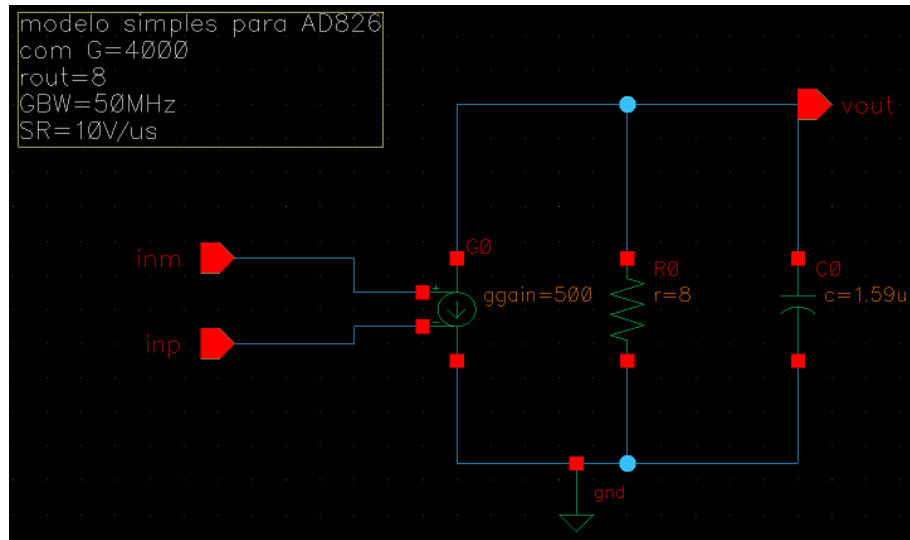 modelo simples para AD826
com G=4000
rout=8
GBW=50MHz
SR=10V/us
vout
inm
G0
R0
C0
+
ggain=500
r=8
c=1.59u
-
inp
gnd